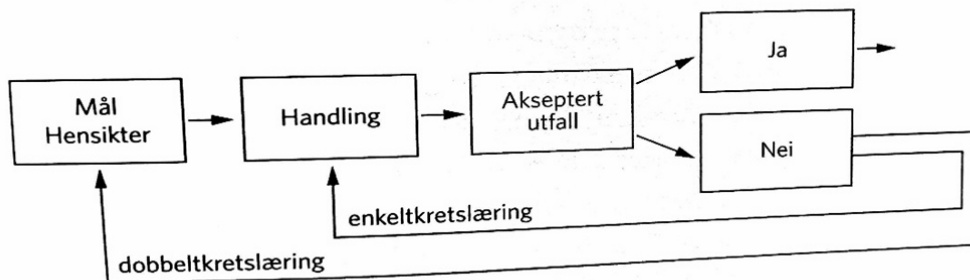 Mål
Hensikter
Handling
Akseptert
utfall
Ja
Nei
enkeltkretslæring
dobbeltkretslæring